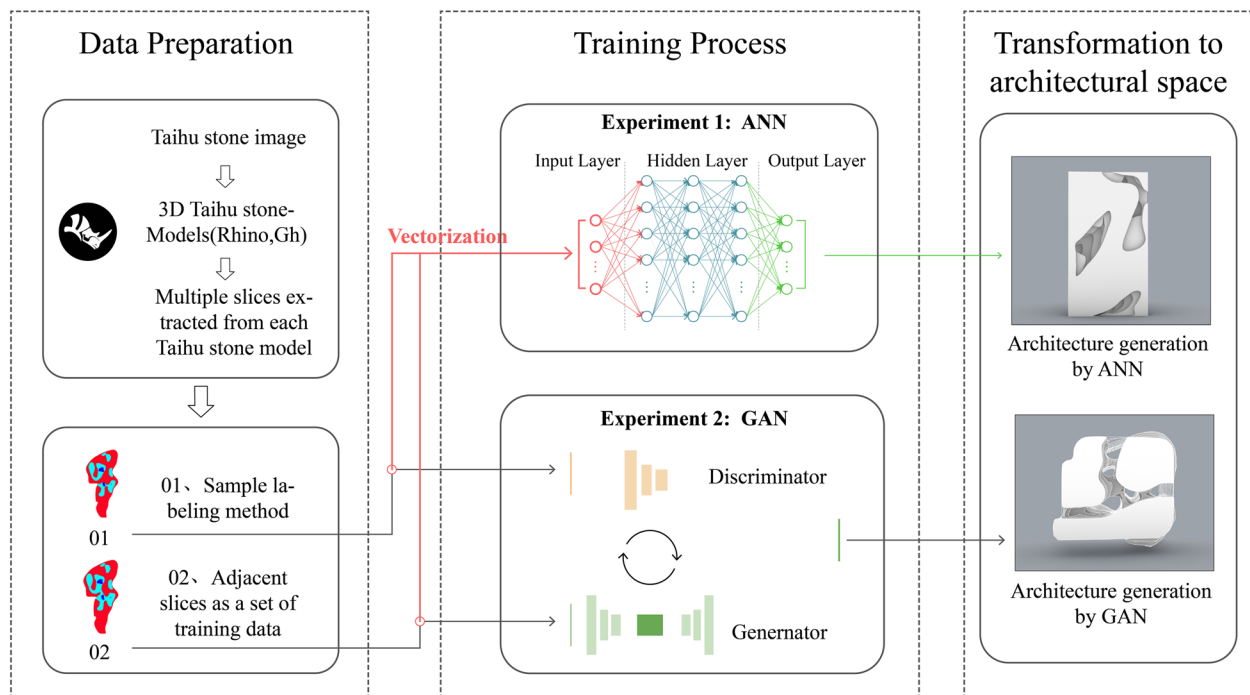 Data Preparation
Taihu stone image
3D Taihu stone-
Models(Rhino,Gh)
Multiple slices ex-
tracted from each
Taihu stone model
01
01、Sample la-
beling method
02
02、Adjacent
slices as a set of
training data
Training Process
Vectorization
Experiment 1: ANN
Input Layer
Hidden Layer
Output Layer
Experiment 2: GAN
Discriminator
Genernator
Transformation to
architectural space
Architecture generation
by ANN
Architecture generation
by GAN